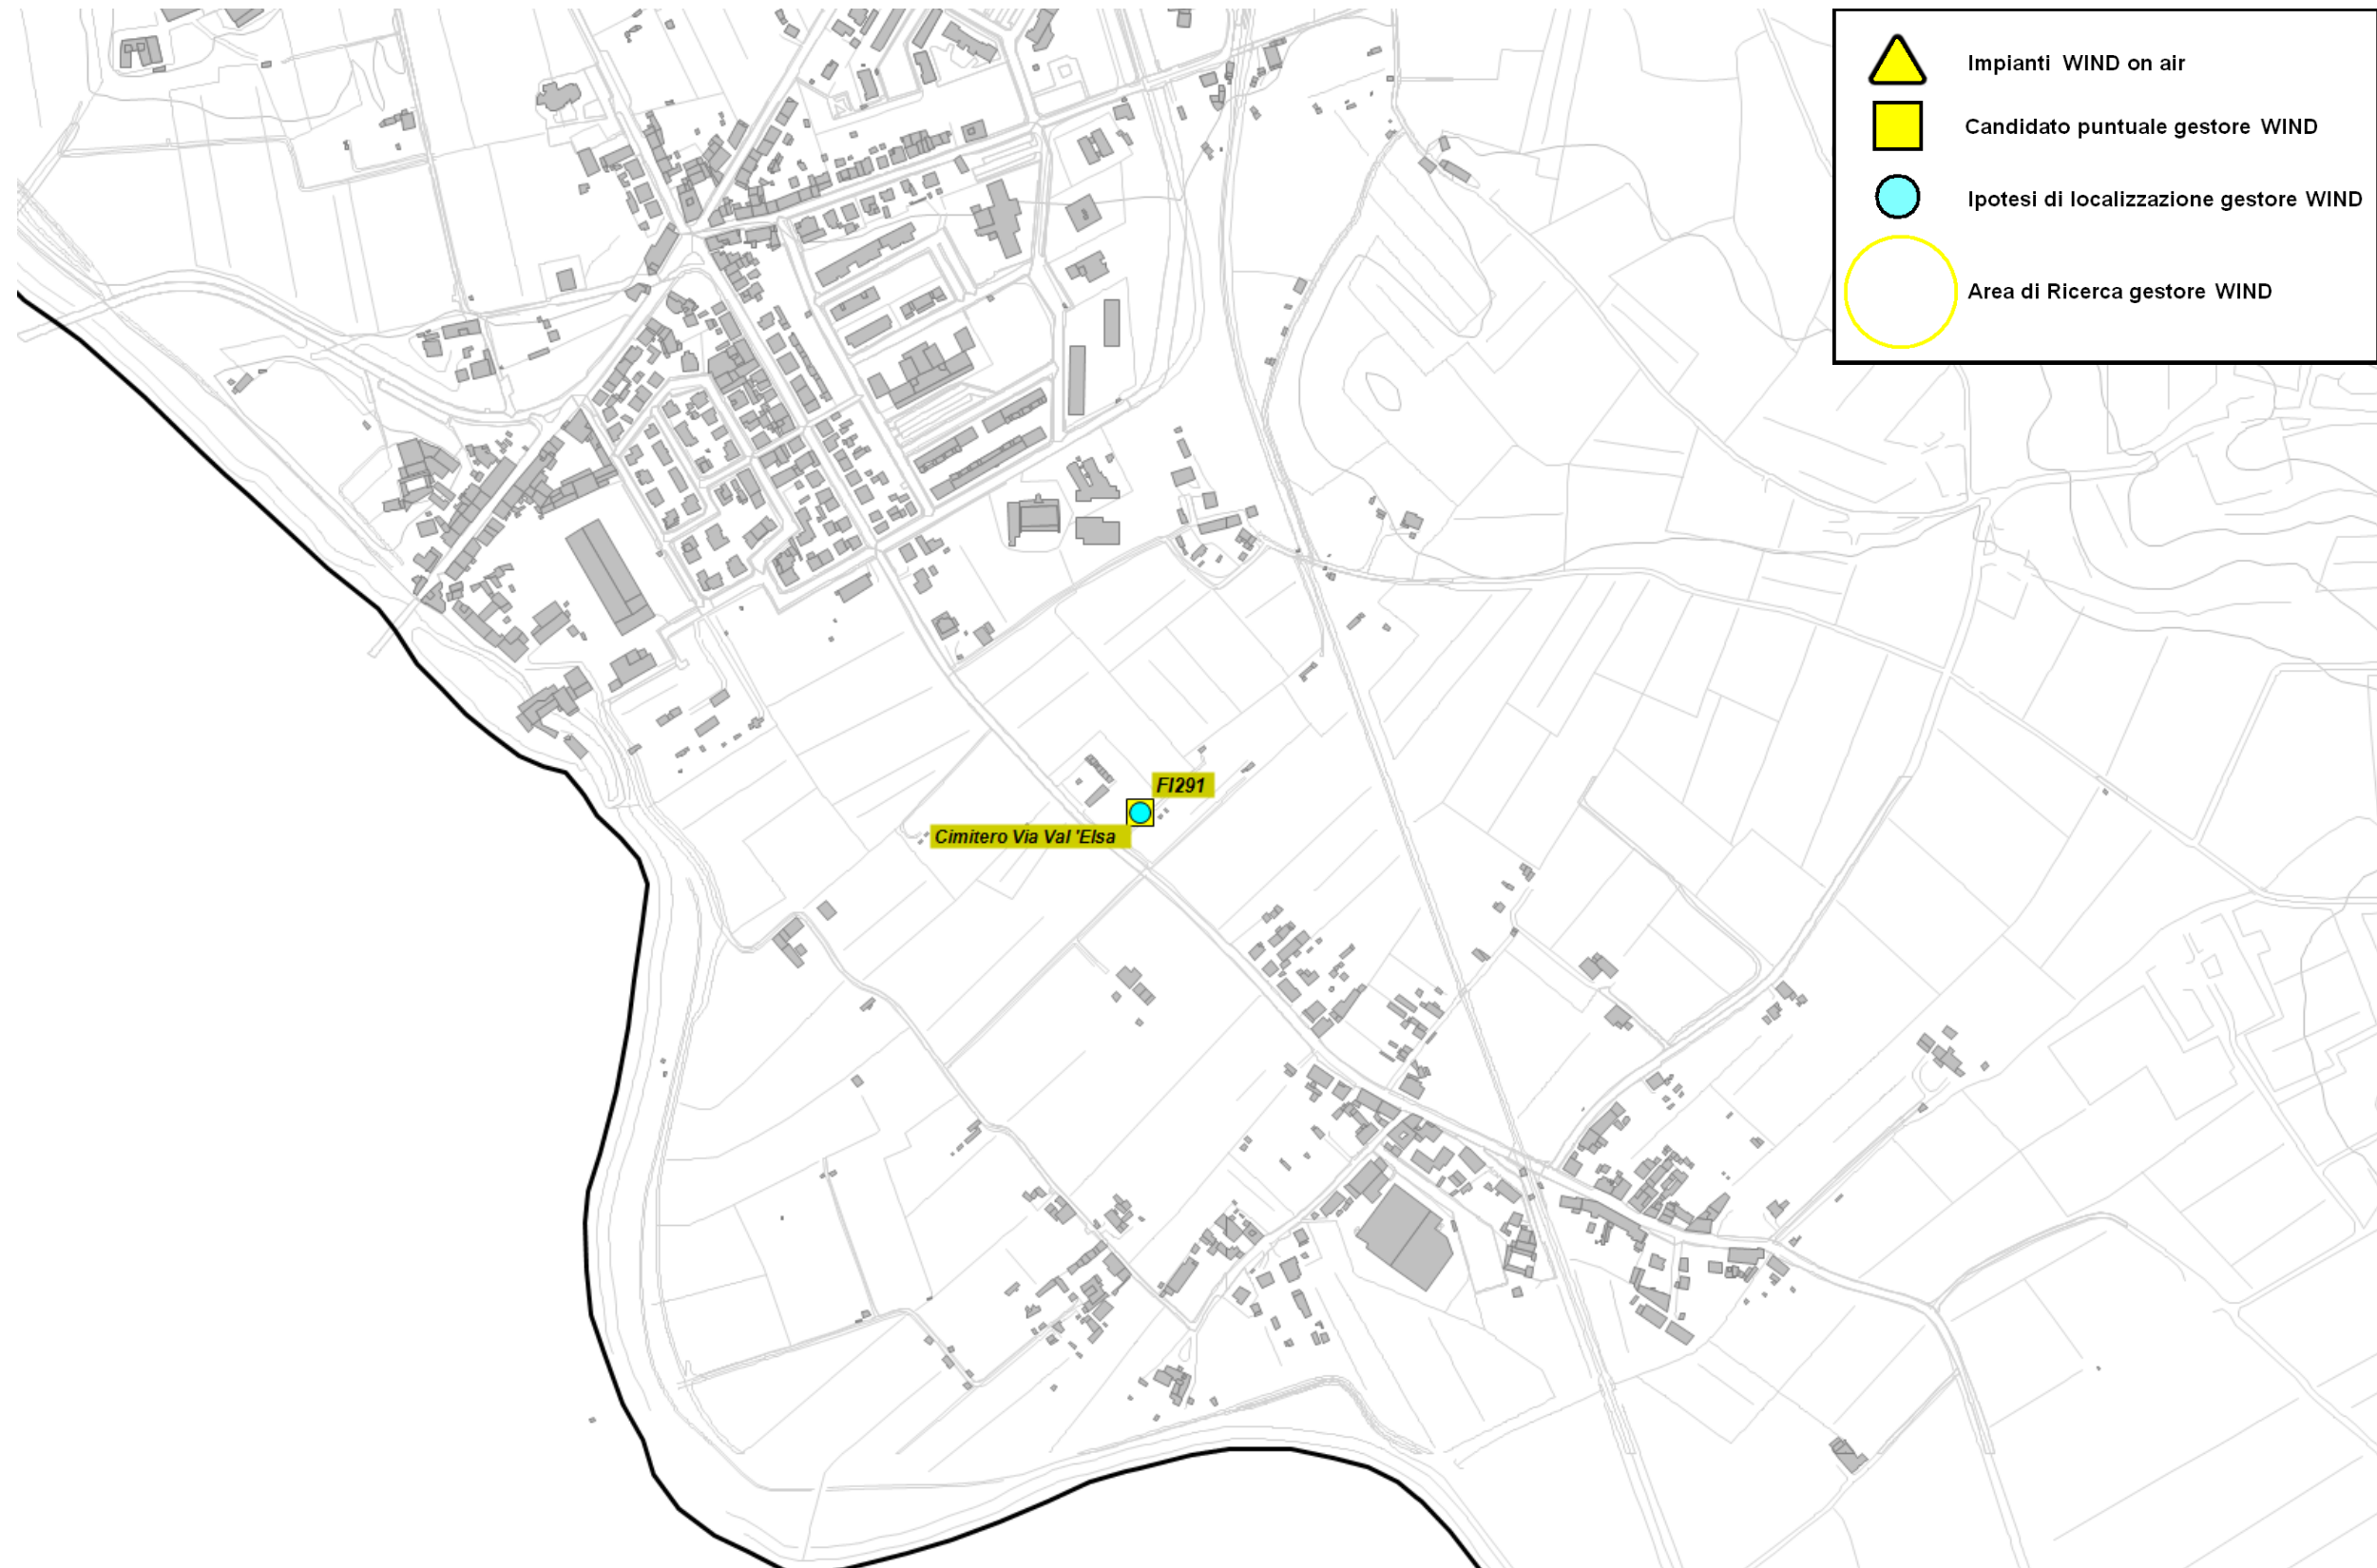 Impianti WIND on air
Candidato puntuale gestore WIND
Ipotesi di localizzazione gestore WIND
Area di Ricerca gestore WIND
FI291
Cimitero Via Val 'Elsa